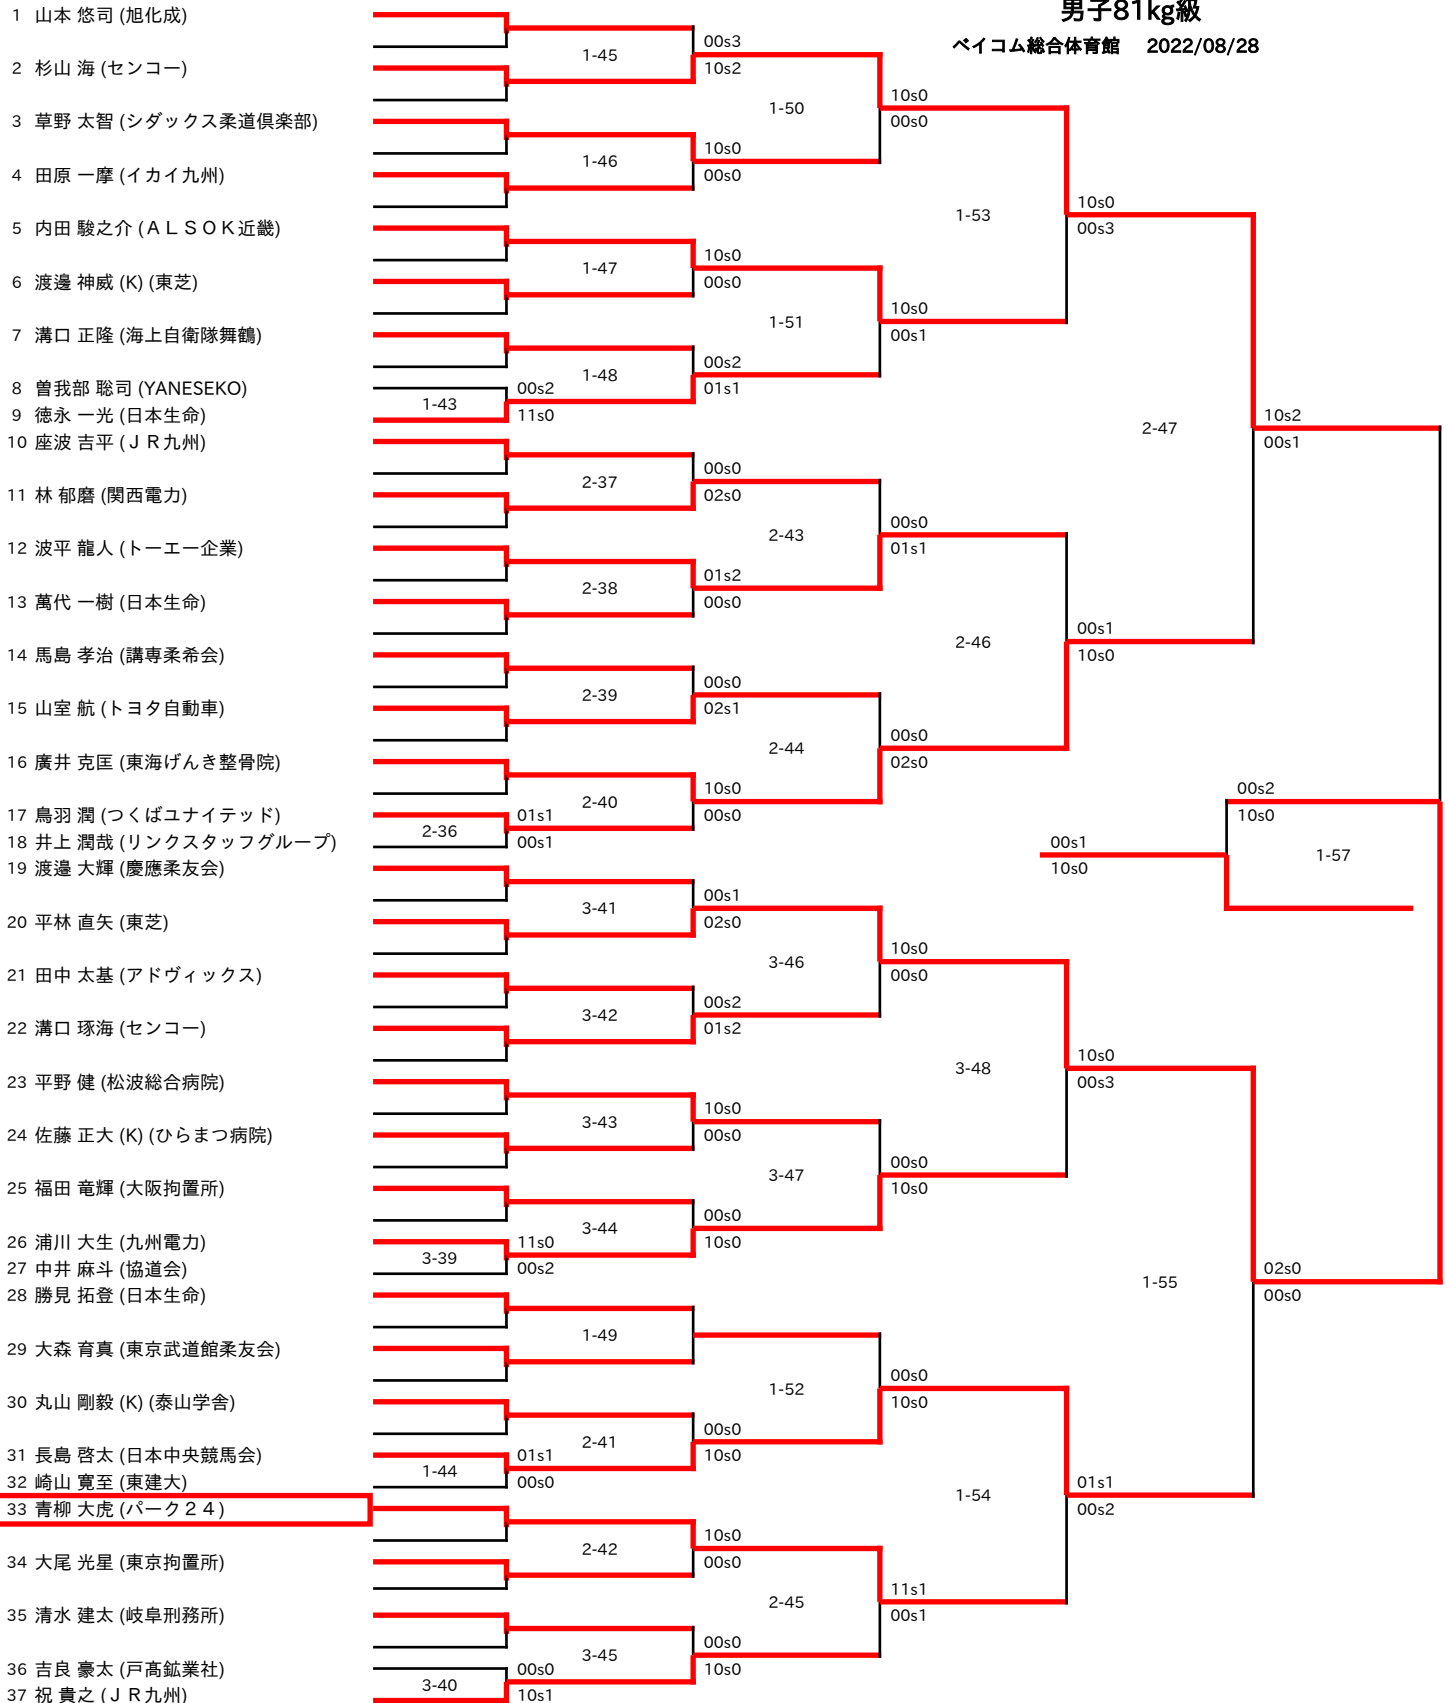 男子81kg級
ベイコム総合体育館 2022/08/28
1 山本 悠司 (旭化成)
2 杉山 海 (センコー)
3 草野 太智 (シダックス柔道倶楽部)
4 田原 一摩 (イカイ九州)
5 内田 駿之介 (ＡＬＳＯＫ近畿)
6 渡邊 神威 (K) (東芝)
7 溝口 正隆 (海上自衛隊舞鶴)
8 曽我部 聡司 (YANESEKO)
9 徳永 一光 (日本生命)
10 座波 吉平 (ＪＲ九州)
11 林 郁磨 (関西電力)
12 波平 龍人 (トーエー企業)
13 萬代 一樹 (日本生命)
14 馬島 孝治 (講専柔希会)
15 山室 航 (トヨタ自動車)
16 廣井 克匡 (東海げんき整骨院)
17 鳥羽 潤 (つくばユナイテッド)
18 井上 潤哉 (リンクスタッフグループ)
19 渡邉 大輝 (慶應柔友会)
20 平林 直矢 (東芝)
21 田中 太基 (アドヴィックス)
22 溝口 琢海 (センコー)
23 平野 健 (松波総合病院)
24 佐藤 正大 (K) (ひらまつ病院)
25 福田 竜輝 (大阪拘置所)
26 浦川 大生 (九州電力)
27 中井 麻斗 (協道会)
28 勝見 拓登 (日本生命)
29 大森 育真 (東京武道館柔友会)
30 丸山 剛毅 (K) (泰山学舎)
31 長島 啓太 (日本中央競馬会)
32 崎山 寛至 (東建大)
33 青柳 大虎 (パーク２４)
34 大尾 光星 (東京拘置所)
35 清水 建太 (岐阜刑務所)
36 吉良 豪太 (戸髙鉱業社)
37 祝 貴之 (ＪＲ九州)
1-43
00s2
11s0
2-36
01s1
00s1
3-39
11s0
00s2
1-44
01s1
00s0
3-40
00s0
10s1
1-45
00s3
10s2
1-46
10s0
00s0
1-47
10s0
00s0
1-48
00s2
01s1
2-37
00s0
02s0
2-38
01s2
00s0
2-39
00s0
02s1
2-40
10s0
00s0
3-41
00s1
02s0
3-42
00s2
01s2
3-43
10s0
00s0
3-44
00s0
10s0
1-49
2-41
00s0
10s0
2-42
10s0
00s0
3-45
00s0
10s0
1-50
10s0
00s0
1-51
10s0
00s1
2-43
00s0
01s1
2-44
00s0
02s0
3-46
10s0
00s0
3-47
00s0
10s0
1-52
00s0
10s0
2-45
11s1
00s1
1-53
10s0
00s3
2-46
00s1
10s0
3-48
10s0
00s3
1-54
01s1
00s2
2-47
10s2
00s1
1-55
02s0
00s0
1-57
00s2
10s0
00s1
10s0